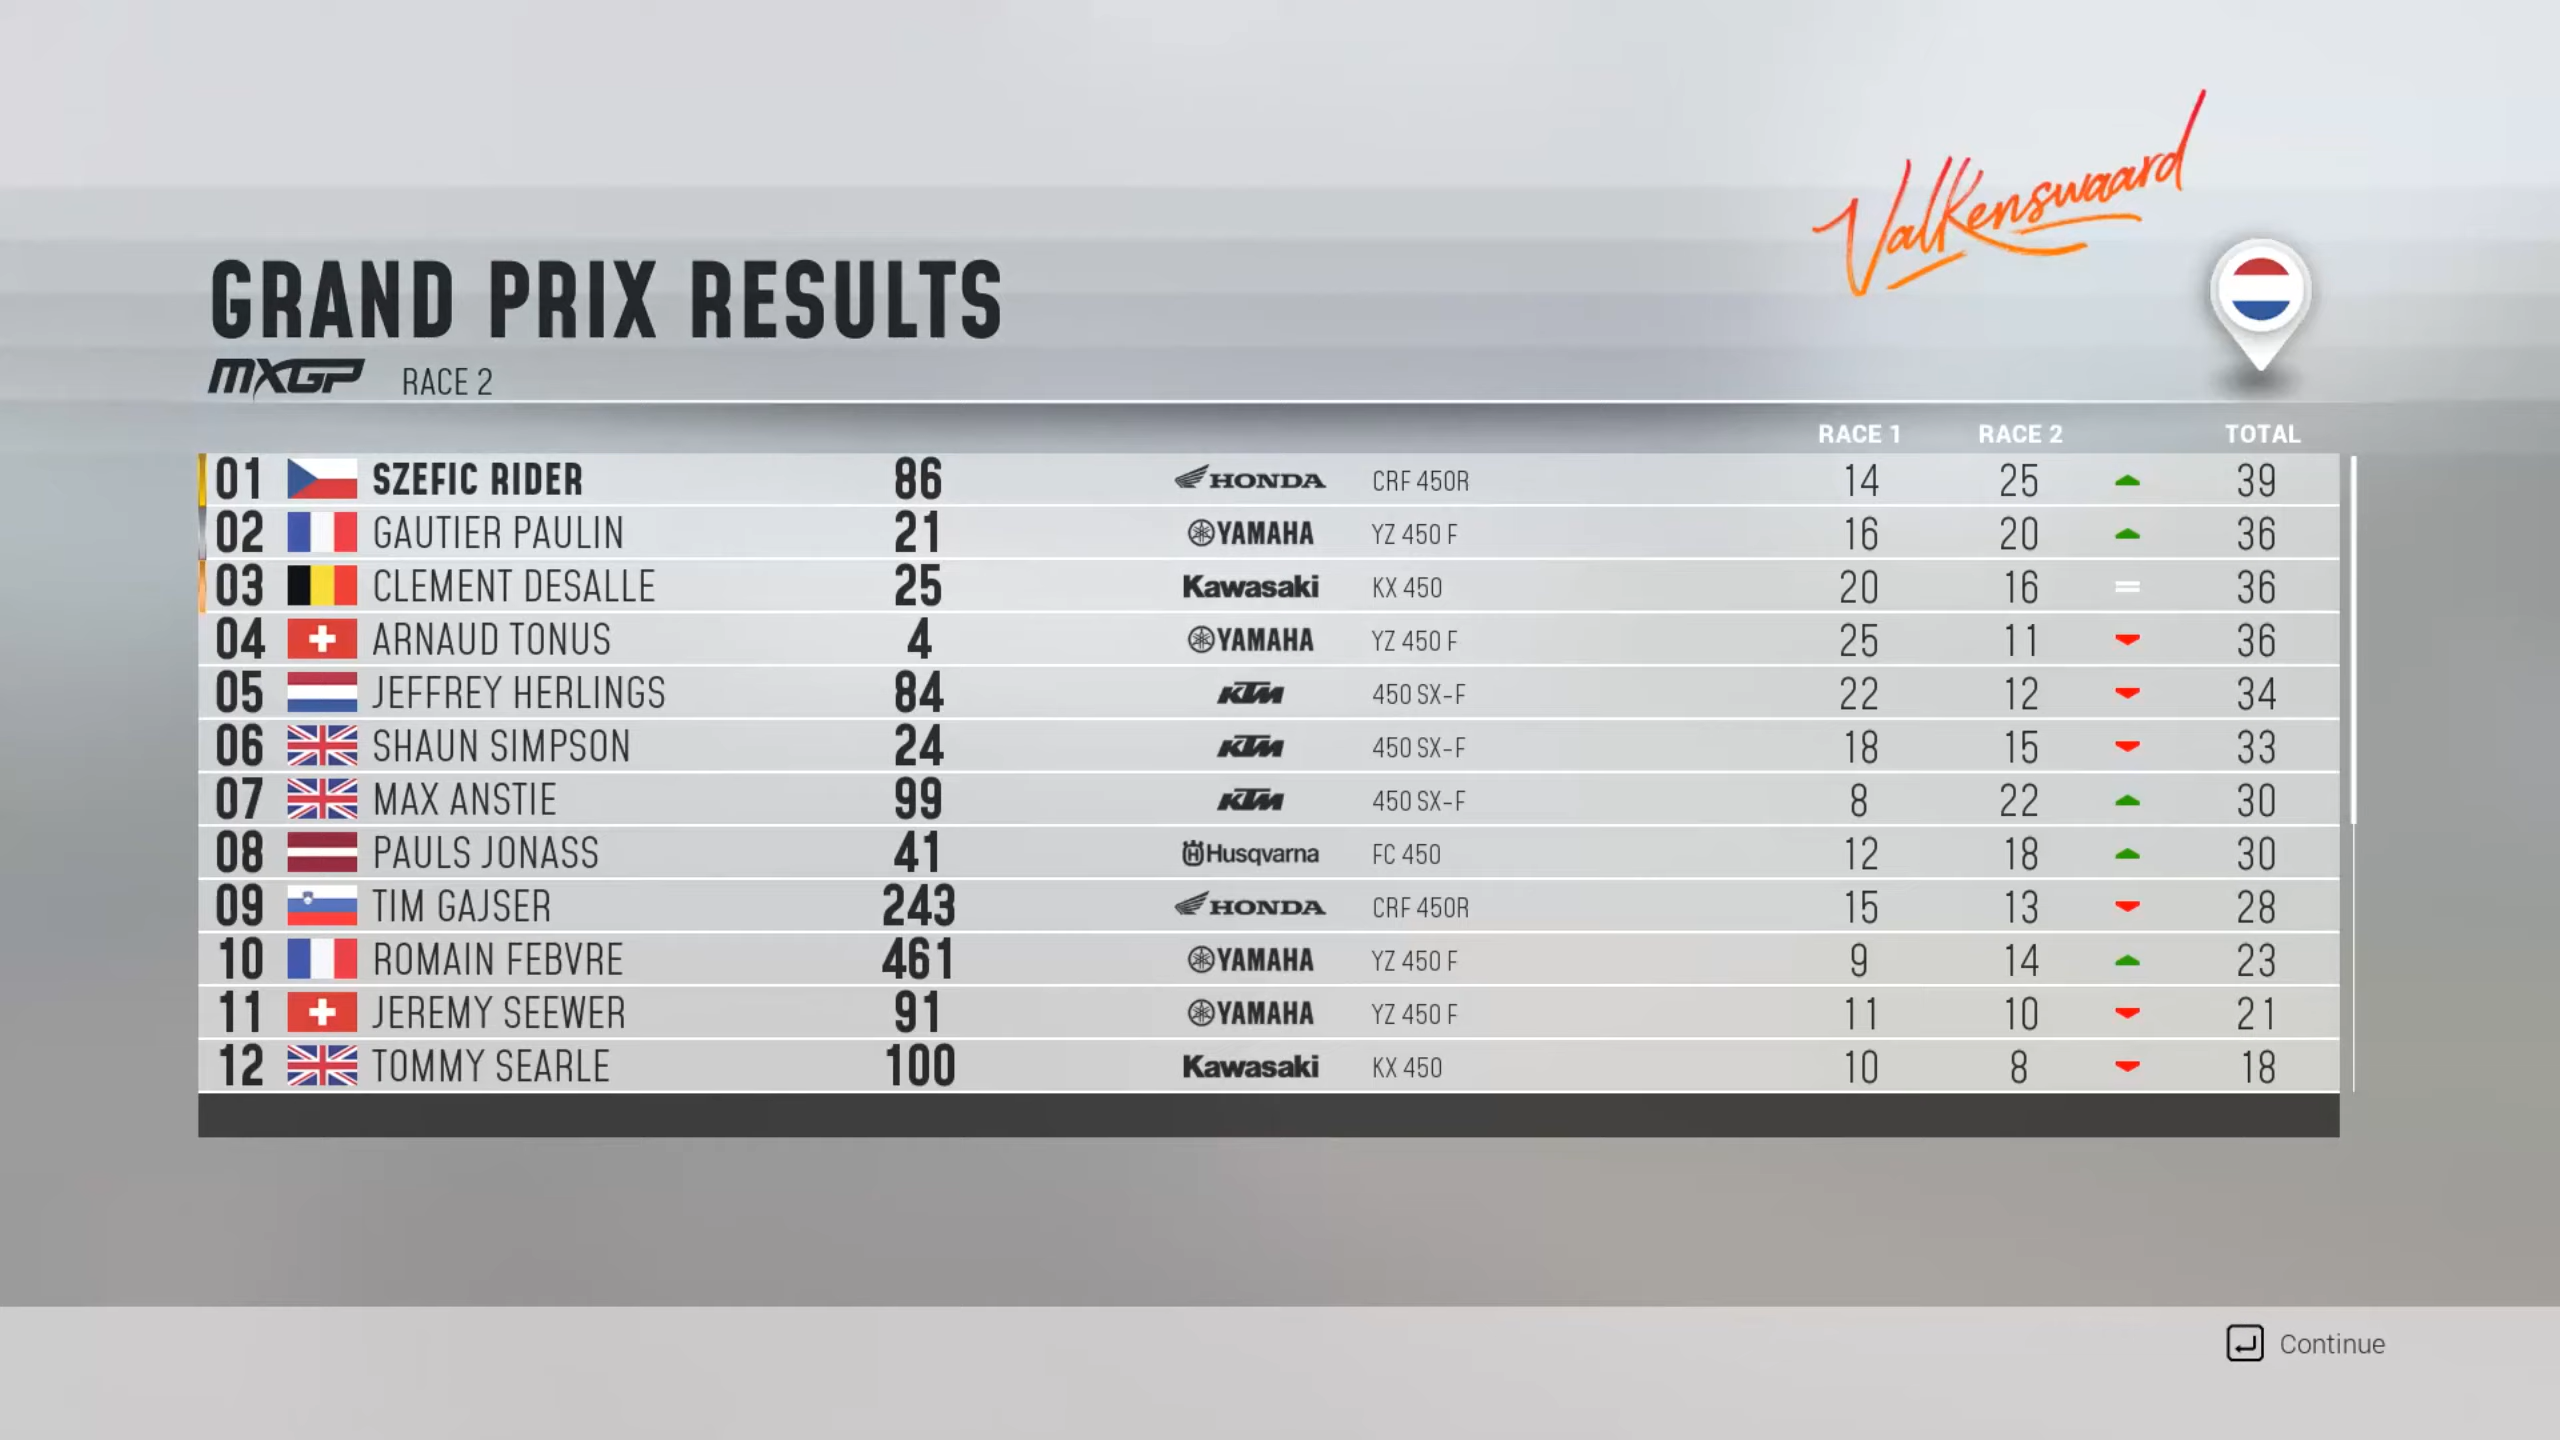 Valkenswaard
GRAND PRIX RESULTS
MXGP RACE 2
RACE 1 RACE 2 TOTAL
01 SZEFIC RIDER 86 HONDA CRF 450R 14 25 39
02 GAUTIER PAULIN 21 YAMAHA YZ 450 F 16 20 36
03 CLEMENT DESALLE 25 Kawasaki KX 450 20 16 36
04 ARNAUD TONUS 4 YAMAHA YZ 450 F 25 11 36
05 JEFFREY HERLINGS 84 KTM 450 SX-F 22 12 34
06 SHAUN SIMPSON 24 KTM 450 SX-F 18 15 33
07 MAX ANSTIE 99 KTM 450 SX-F 8 22 30
08 PAULS JONASS 41 Husqvarna FC 450 12 18 30
09 TIM GAJSER 243 HONDA CRF 450R 15 13 28
10 ROMAIN FEBVRE 461 YAMAHA YZ 450 F 9 14 23
11 JEREMY SEEWER 91 YAMAHA YZ 450 F 11 10 21
12 TOMMY SEARLE 100 Kawasaki KX 450 10 8 18
Continue